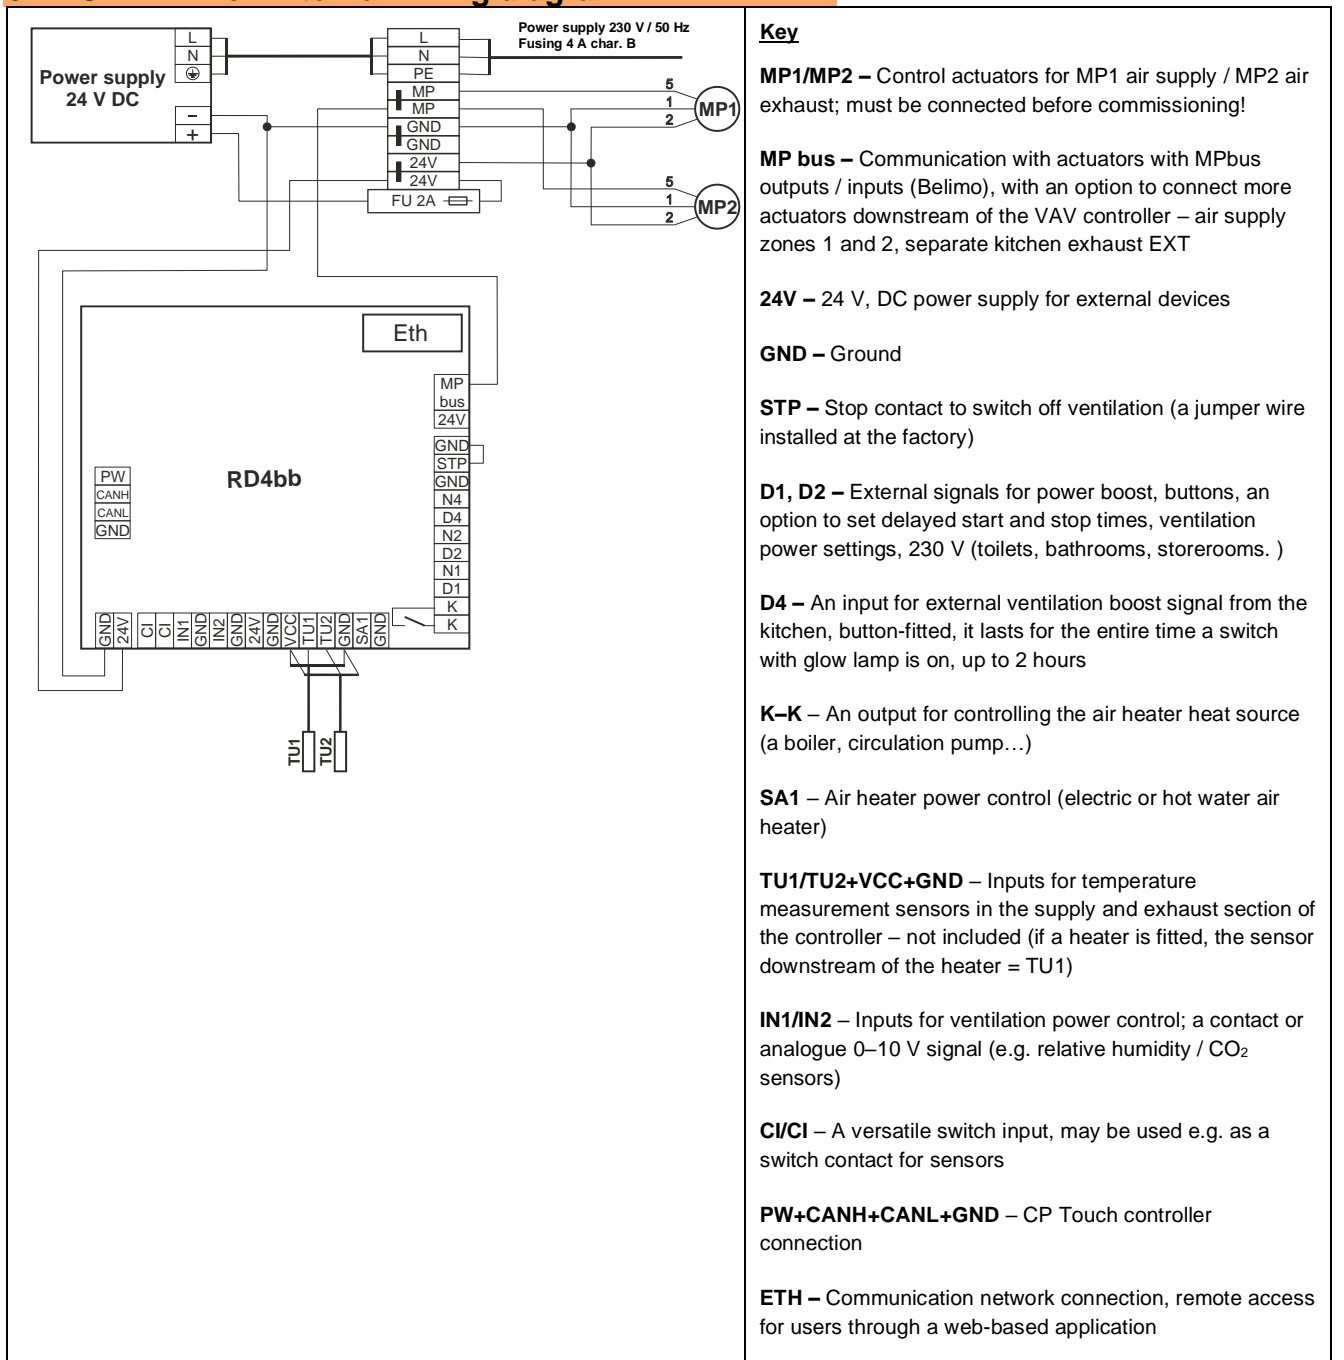 Power supply 230 V / 50 Hz
Fusing 4 A char. B
L
N
Power supply
24 V DC
–
+
L
N
PE
MP
MP
GND
GND
24V
24V
FU 2A
5
1
2
MP1
5
1
2
MP2
Eth
MP
bus
24V
GND
STP
GND
N4
D4
N2
D2
N1
D1
K
K
PW
CANH
CANL
GND
RD4bb
GND
24V
CI
CI
IN1
GND
IN2
GND
24V
GND
VCC
TU1
TU2
GND
SA1
GND
TU1
TU2
Key
MP1/MP2 – Control actuators for MP1 air supply / MP2 air
exhaust; must be connected before commissioning!
MP bus – Communication with actuators with MPbus
outputs / inputs (Belimo), with an option to connect more
actuators downstream of the VAV controller – air supply
zones 1 and 2, separate kitchen exhaust EXT
24V – 24 V, DC power supply for external devices
GND – Ground
STP – Stop contact to switch off ventilation (a jumper wire
installed at the factory)
D1, D2 – External signals for power boost, buttons, an
option to set delayed start and stop times, ventilation
power settings, 230 V (toilets, bathrooms, storerooms. )
D4 – An input for external ventilation boost signal from the
kitchen, button-fitted, it lasts for the entire time a switch
with glow lamp is on, up to 2 hours
K–K – An output for controlling the air heater heat source
(a boiler, circulation pump…)
SA1 – Air heater power control (electric or hot water air
heater)
TU1/TU2+VCC+GND – Inputs for temperature
measurement sensors in the supply and exhaust section of
the controller – not included (if a heater is fitted, the sensor
downstream of the heater = TU1)
IN1/IN2 – Inputs for ventilation power control; a contact or
analogue 0–10 V signal (e.g. relative humidity / CO₂
sensors)
CI/CI – A versatile switch input, may be used e.g. as a
switch contact for sensors
PW+CANH+CANL+GND – CP Touch controller
connection
ETH – Communication network connection, remote access
for users through a web-based application